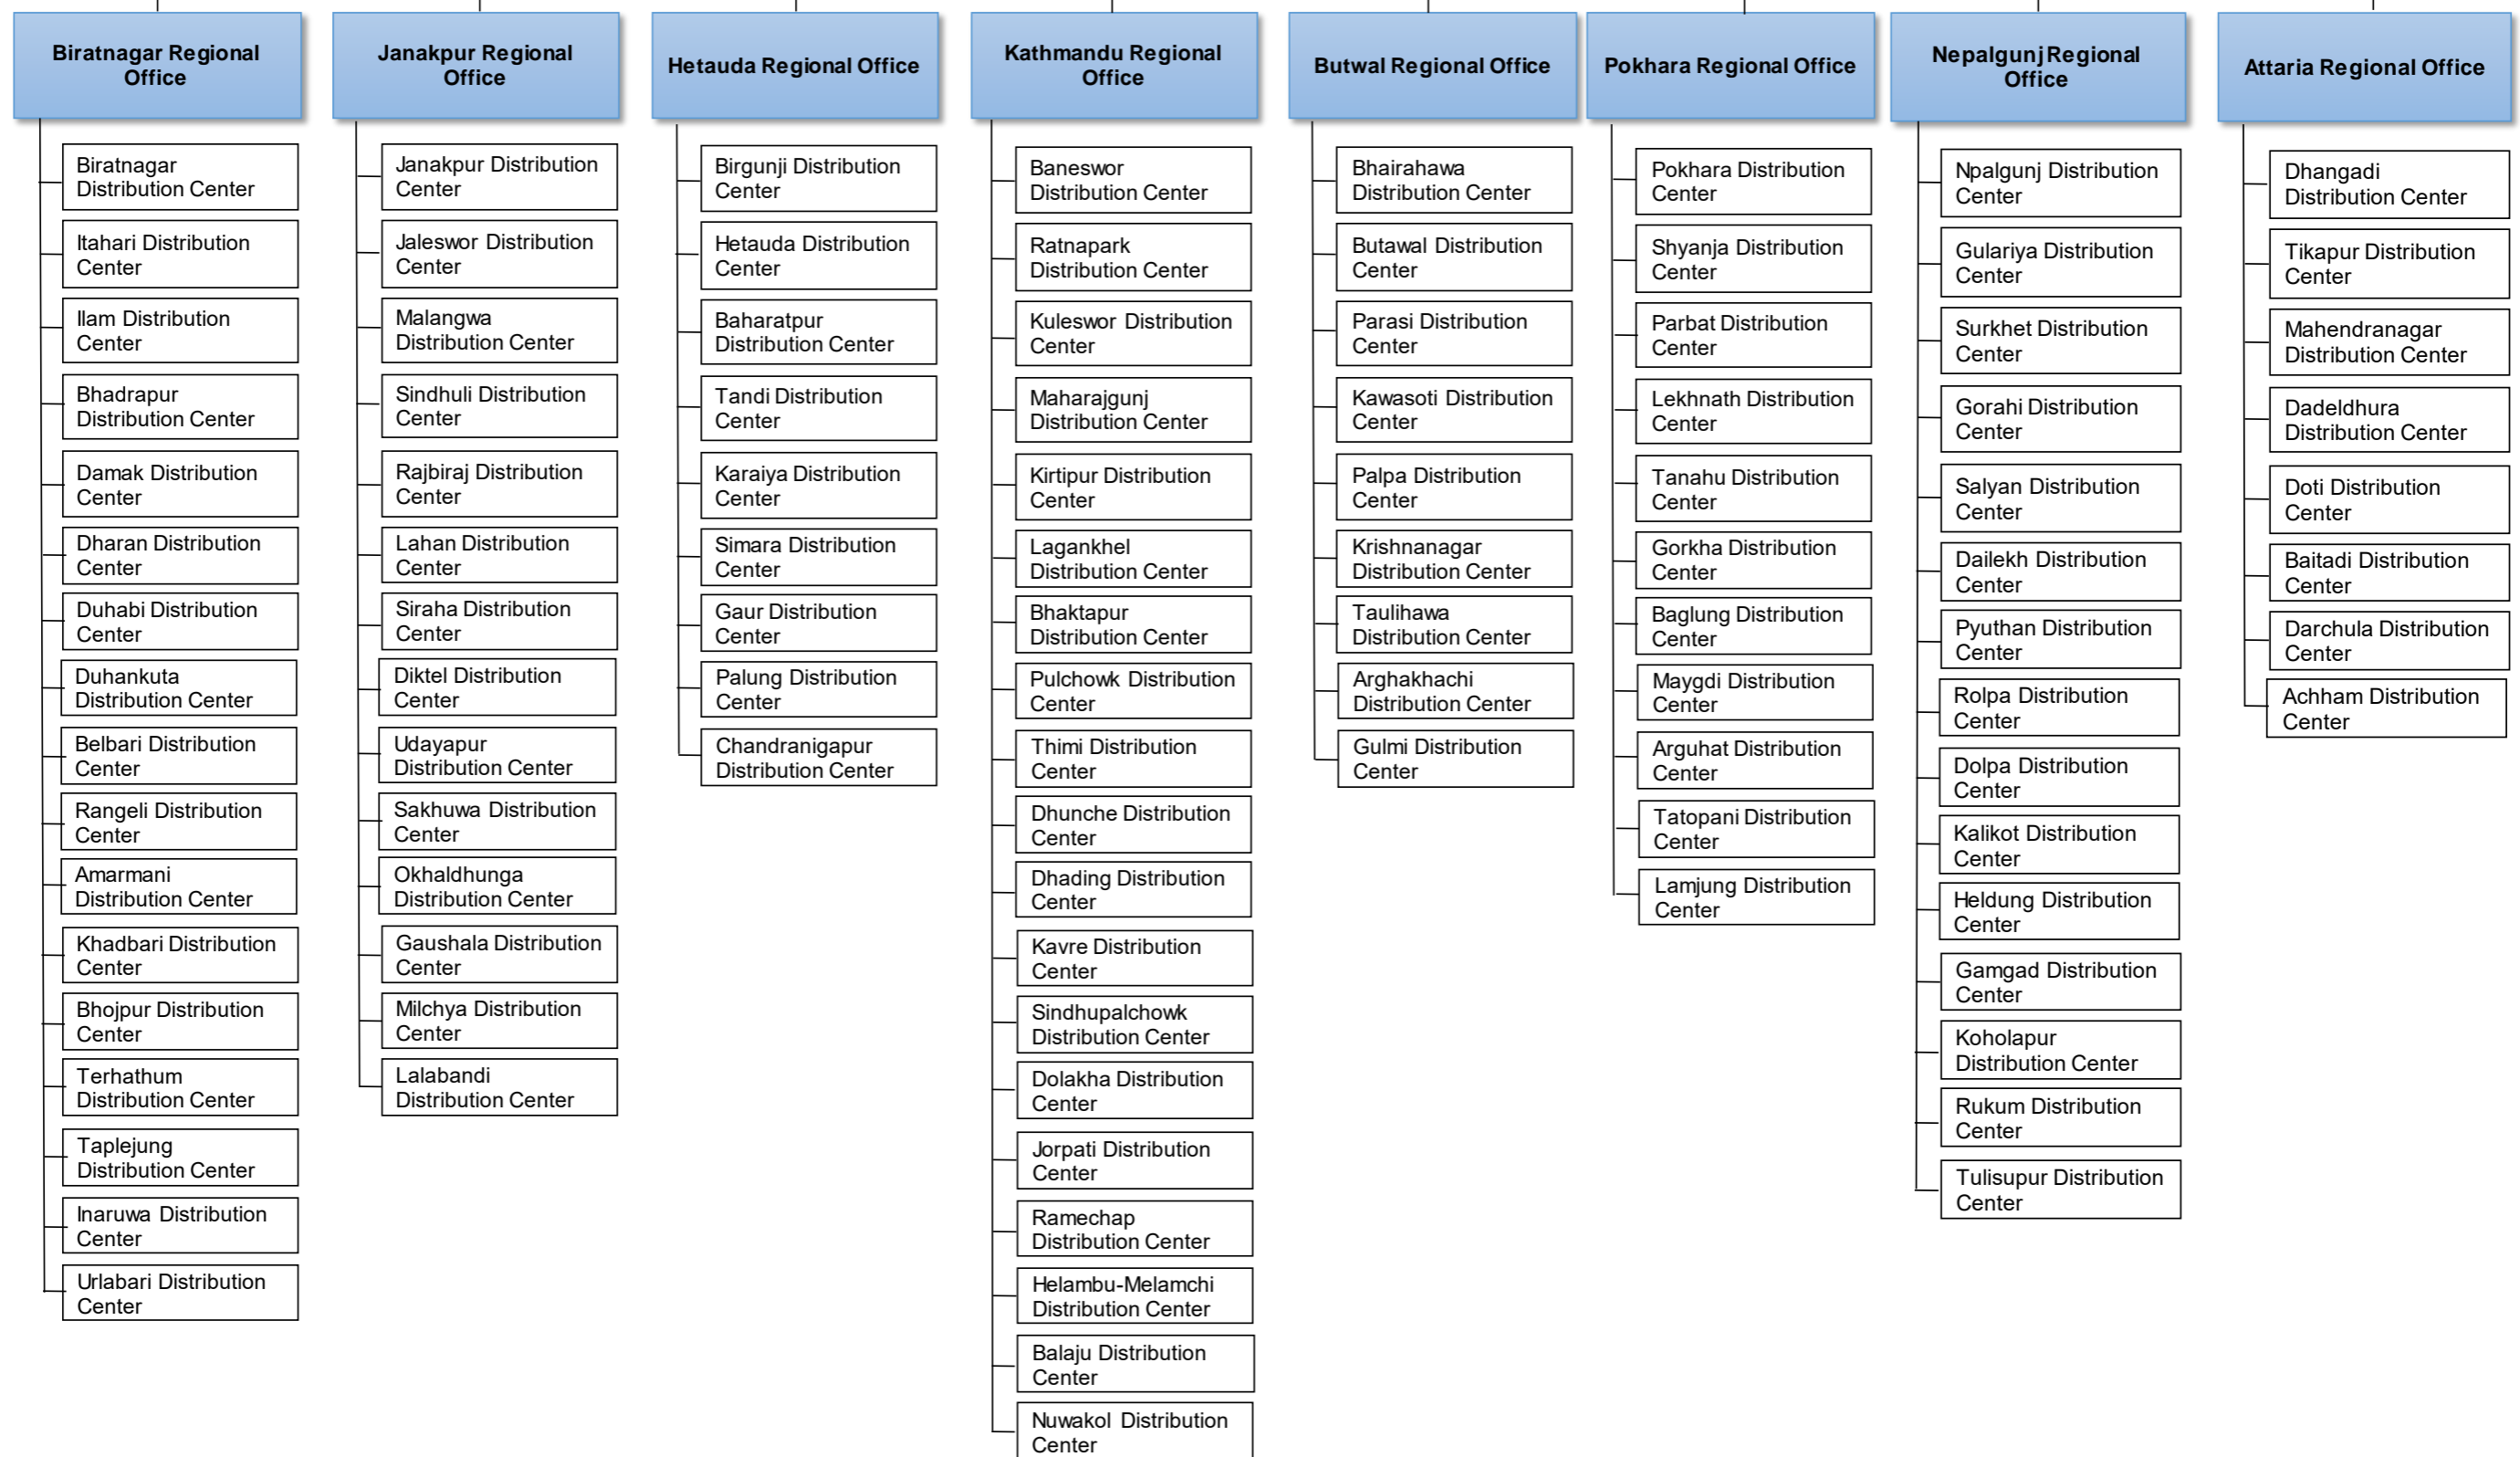 Biratnagar Regional
Office
Biratnagar
Distribution Center
Itahari Distribution
Center
Ilam Distribution
Center
Bhadrapur
Distribution Center
Damak Distribution
Center
Dharan Distribution
Center
Duhabi Distribution
Center
Duhankuta
Distribution Center
Belbari Distribution
Center
Rangeli Distribution
Center
Amarmani
Distribution Center
Khadbari Distribution
Center
Bhojpur Distribution
Center
Terhathum
Distribution Center
Taplejung
Distribution Center
Inaruwa Distribution
Center
Urlabari Distribution
Center
Janakpur Regional
Office
Janakpur Distribution
Center
Jaleswor Distribution
Center
Malangwa
Distribution Center
Sindhuli Distribution
Center
Rajbiraj Distribution
Center
Lahan Distribution
Center
Siraha Distribution
Center
Diktel Distribution
Center
Udayapur
Distribution Center
Sakhuwa Distribution
Center
Okhaldhunga
Distribution Center
Gaushala Distribution
Center
Milchya Distribution
Center
Lalabandi
Distribution Center
Hetauda Regional Office
Birgunji Distribution
Center
Hetauda Distribution
Center
Baharatpur
Distribution Center
Tandi Distribution
Center
Karaiya Distribution
Center
Simara Distribution
Center
Gaur Distribution
Center
Palung Distribution
Center
Chandranigapur
Distribution Center
Kathmandu Regional
Office
Baneswor
Distribution Center
Ratnapark
Distribution Center
Kuleswor Distribution
Center
Maharajgunj
Distribution Center
Kirtipur Distribution
Center
Lagankhel
Distribution Center
Bhaktapur
Distribution Center
Pulchowk Distribution
Center
Thimi Distribution
Center
Dhunche Distribution
Center
Dhading Distribution
Center
Kavre Distribution
Center
Sindhupalchowk
Distribution Center
Dolakha Distribution
Center
Jorpati Distribution
Center
Ramechap
Distribution Center
Helambu-Melamchi
Distribution Center
Balaju Distribution
Center
Nuwakol Distribution
Center
Butwal Regional Office
Bhairahawa
Distribution Center
Butawal Distribution
Center
Parasi Distribution
Center
Kawasoti Distribution
Center
Palpa Distribution
Center
Krishnanagar
Distribution Center
Taulihawa
Distribution Center
Arghakhachi
Distribution Center
Gulmi Distribution
Center
Pokhara Regional Office
Pokhara Distribution
Center
Shyanja Distribution
Center
Parbat Distribution
Center
Lekhnath Distribution
Center
Tanahu Distribution
Center
Gorkha Distribution
Center
Baglung Distribution
Center
Maygdi Distribution
Center
Arguhat Distribution
Center
Tatopani Distribution
Center
Lamjung Distribution
Center
Nepalgunj Regional
Office
Npalgunj Distribution
Center
Gulariya Distribution
Center
Surkhet Distribution
Center
Gorahi Distribution
Center
Salyan Distribution
Center
Dailekh Distribution
Center
Pyuthan Distribution
Center
Rolpa Distribution
Center
Dolpa Distribution
Center
Kalikot Distribution
Center
Heldung Distribution
Center
Gamgad Distribution
Center
Koholapur
Distribution Center
Rukum Distribution
Center
Tulisupur Distribution
Center
Attaria Regional Office
Dhangadi
Distribution Center
Tikapur Distribution
Center
Mahendranagar
Distribution Center
Dadeldhura
Distribution Center
Doti Distribution
Center
Baitadi Distribution
Center
Darchula Distribution
Center
Achham Distribution
Center